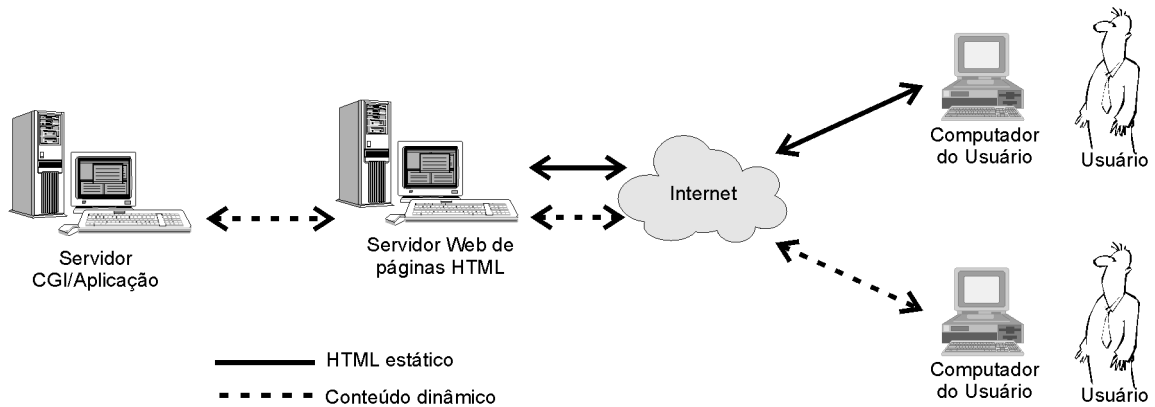 Computador
do Usuário
Usuário
Internet
Servidor Web de
páginas HTML
Servidor
CGI/Aplicação
Computador
do Usuário
Usuário
HTML estático
Conteúdo dinâmico